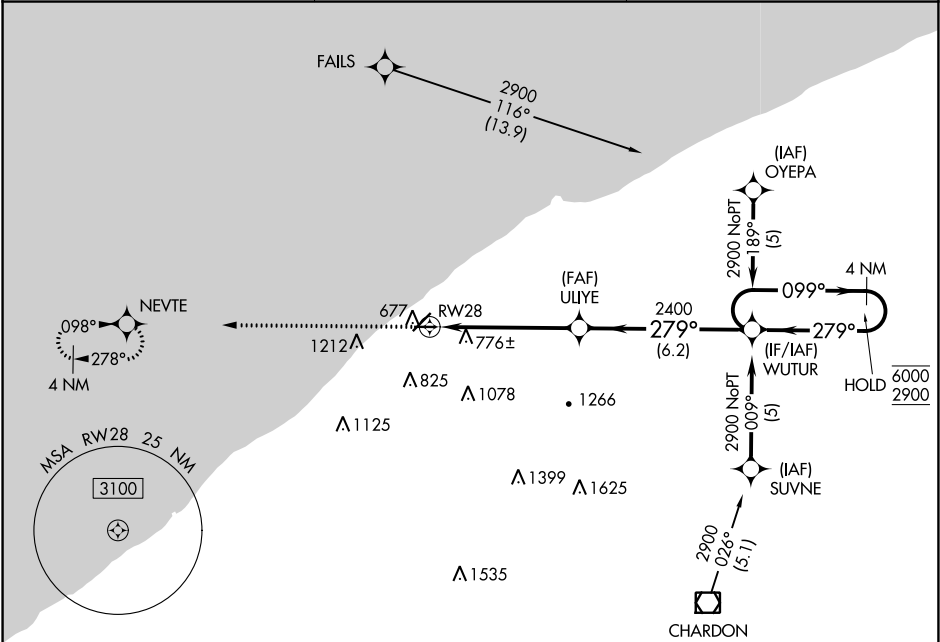 FAILS
2900
116°
(13.9)
(IAF)
OYEPA
2900 NoPT
189°
(5)
4 NM
099°
279°
(IF/IAF)
WUTUR
HOLD
6000
2900
(FAF)
ULIYE
2400
279°
(6.2)
RW28
677
776±
1212
825
1078
1266
1125
1399
1625
1535
NEVTE
098°
278°
4 NM
2900 NoPT
009°
(5)
(IAF)
SUVNE
2900
026°
(5.1)
CHARDON
MSA RW28 25 NM
3100